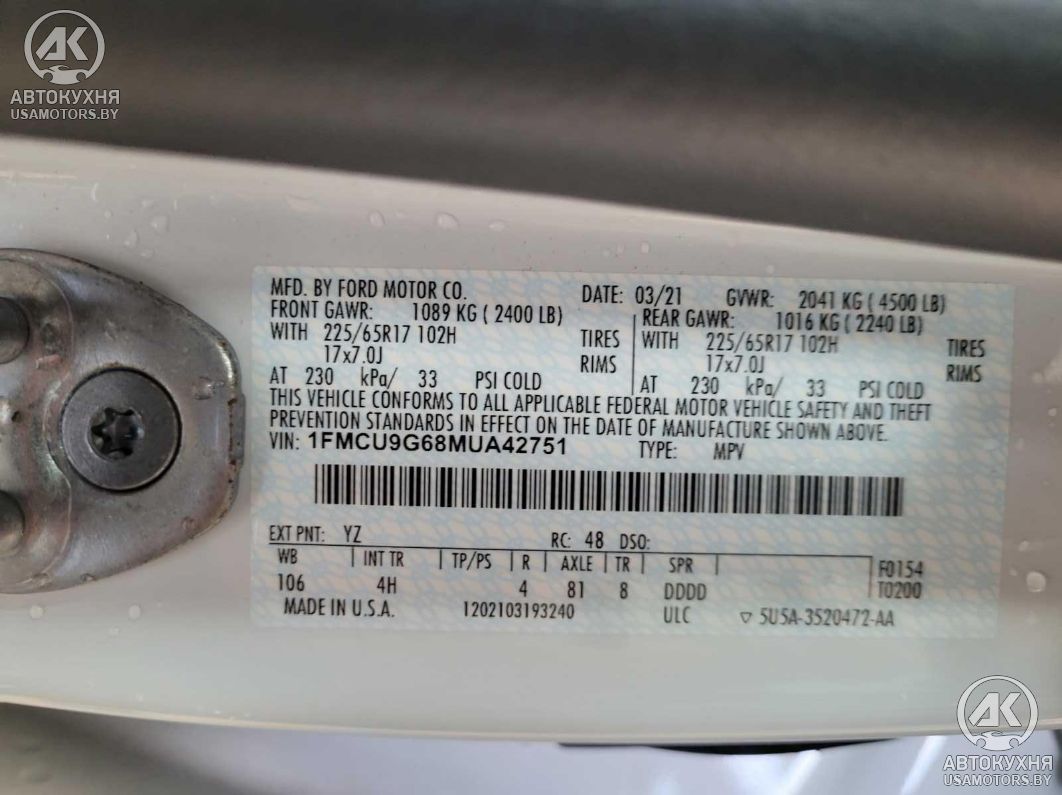 АК
АВТОКУХНЯ
USAMOTORS.BY
MFD. BY FORD MOTOR CO. DATE: 03/21 GVWR: 2041 KG ( 4500 LB)
FRONT GAWR: 1089 KG ( 2400 LB) REAR GAWR: 1016 KG ( 2240 LB)
WITH 225/65R17 102H TIRES WITH 225/65R17 102H TIRES
17x7.0J RIMS 17x7.0J RIMS
AT 230 kPa/ 33 PSI COLD AT 230 kPa/ 33 PSI COLD
THIS VEHICLE CONFORMS TO ALL APPLICABLE FEDERAL MOTOR VEHICLE SAFETY AND THEFT
PREVENTION STANDARDS IN EFFECT ON THE DATE OF MANUFACTURE SHOWN ABOVE.
VIN: 1FMCU9G68MUA42751 TYPE: MPV
EXT PNT: YZ RC: 48 DSO:
WB INT TR TP/PS R AXLE TR SPR F0154
106 4H 4 81 8 DDDD T0200
MADE IN U.S.A. 1202103193240 ULC ▽ 5U5A-3520472-AA
АК
АВТОКУХНЯ
USAMOTORS.BY